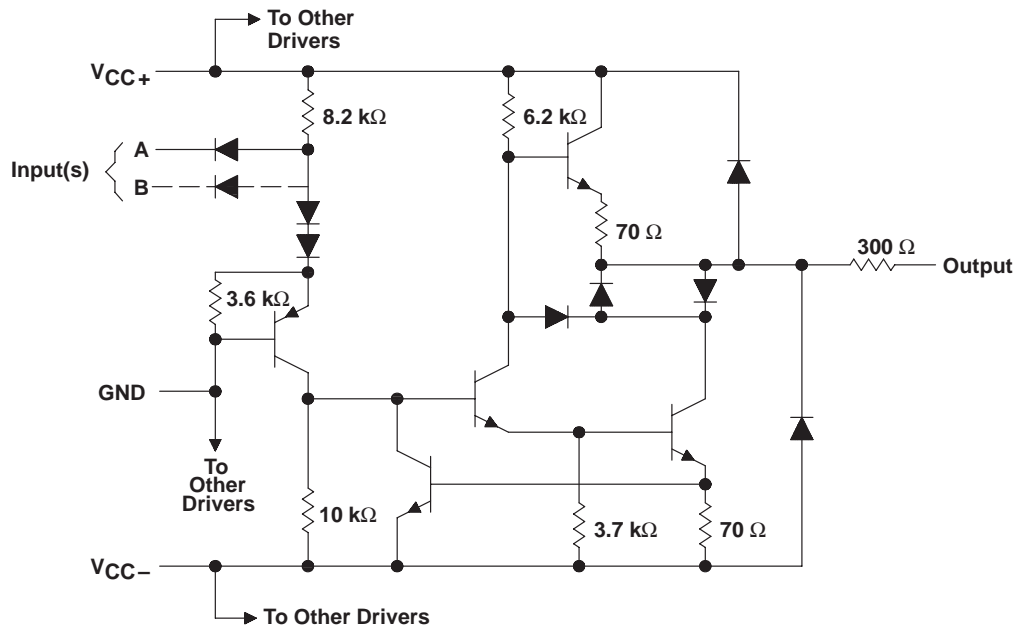 To Other
Drivers
VCC+
8.2 kΩ
6.2 kΩ
A
Input(s)
B
70 Ω
300 Ω
Output
3.6 kΩ
GND
To
Other
Drivers
10 kΩ
3.7 kΩ
70 Ω
VCC−
To Other Drivers